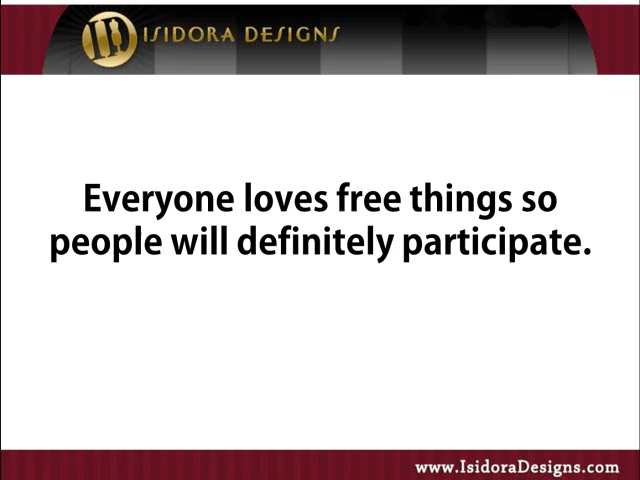 ISIDORA DESIGNS
Everyone loves free things so
people will definitely participate.
www.IsidoraDesigns.com